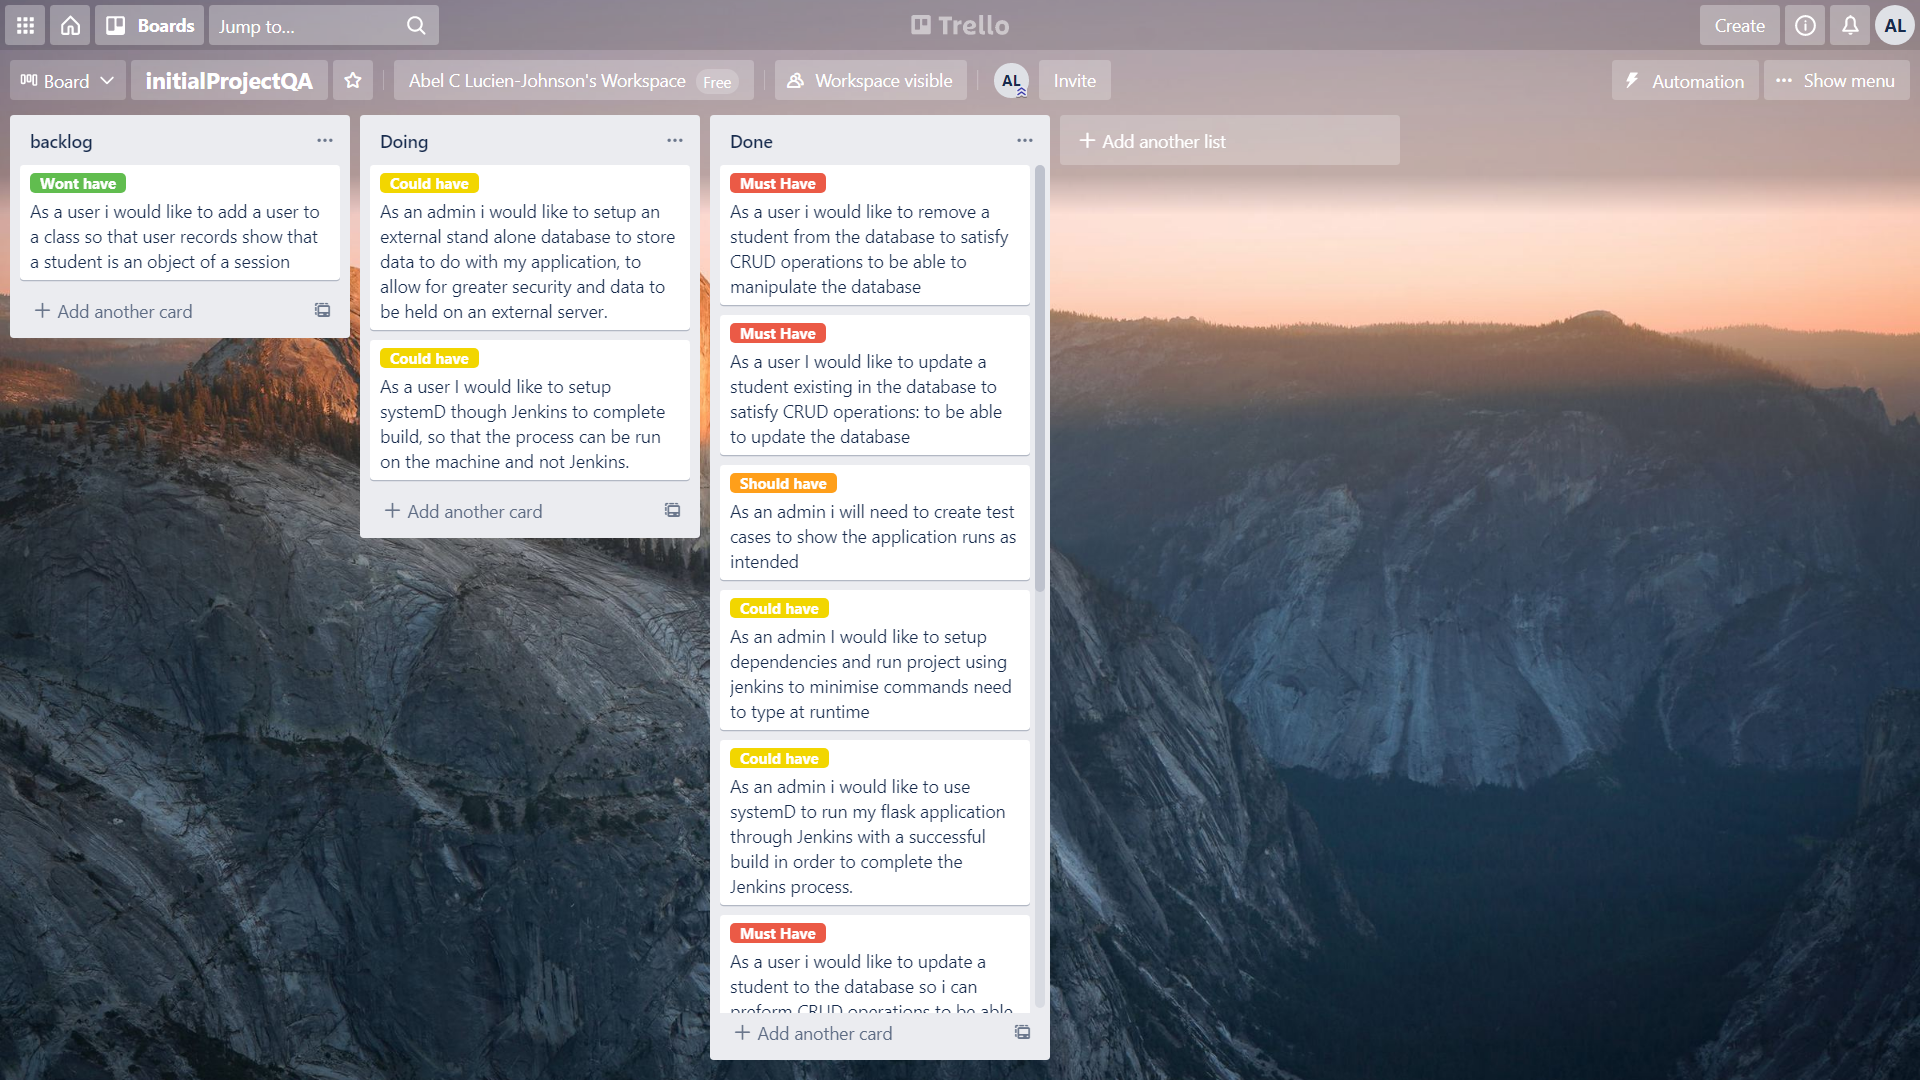 Boards
Jump to...
Trello
Create
AL
Board
initialProjectQA
Abel C Lucien-Johnson's Workspace Free
Workspace visible
AL
Invite
Automation
Show menu
backlog
Wont have
As a user i would like to add a user to
a class so that user records show that
a student is an object of a session
Add another card
Doing
Could have
As an admin i would like to setup an
external stand alone database to store
data to do with my application, to
allow for greater security and data to
be held on an external server.
Could have
As a user I would like to setup
systemD though Jenkins to complete
build, so that the process can be run
on the machine and not Jenkins.
Add another card
Done
Must Have
As a user i would like to remove a
student from the database to satisfy
CRUD operations to be able to
manipulate the database
Must Have
As a user I would like to update a
student existing in the database to
satisfy CRUD operations: to be able
to update the database
Should have
As an admin i will need to create test
cases to show the application runs as
intended
Could have
As an admin I would like to setup
dependencies and run project using
jenkins to minimise commands need
to type at runtime
Could have
As an admin i would like to use
systemD to run my flask application
through Jenkins with a successful
build in order to complete the
Jenkins process.
Must Have
As a user i would like to update a
student to the database so i can
preform CRUD operations to be able
Add another card
Add another list